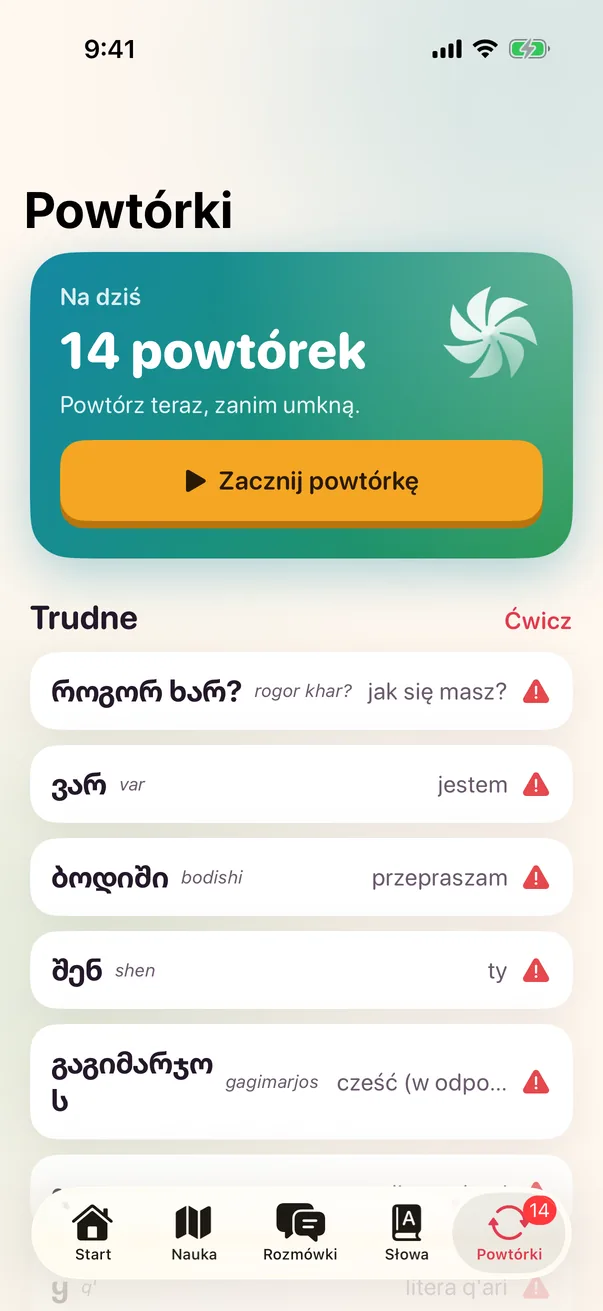 9:41
Powtórki
Na dziś
14 powtórek
Powtórz teraz, zanim umkną.
Zacznij powtórkę
Trudne
Ćwicz
როგორ ხარ? rogor khar? jak się masz?
ვარ var jestem
ბოდიში bodishi przepraszam
შენ shen ty
გაგიმარჯო
ს
gagimarjos cześć (w odpo...
14
Start Nauka Rozmówki Słowa Powtórki
q' litera q'ari